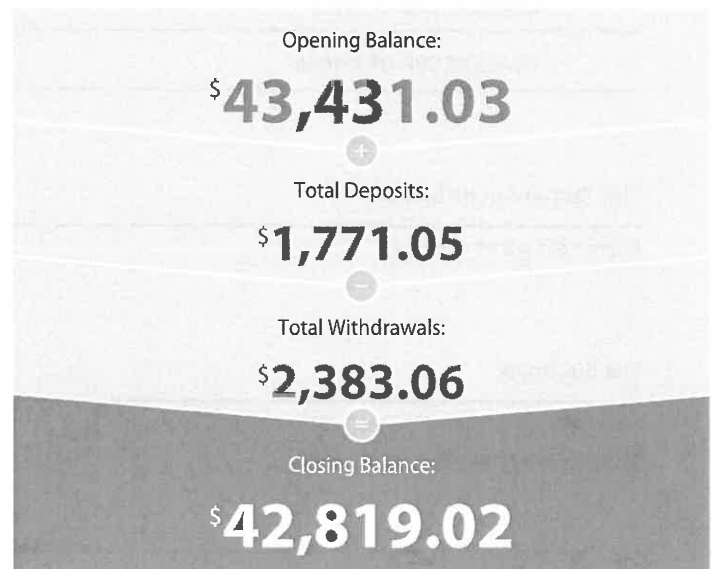 Opening Balance:
$43,431.03
+
Total Deposits:
$1,771.05
−
Total Withdrawals:
$2,383.06
=
Closing Balance:
$42,819.02